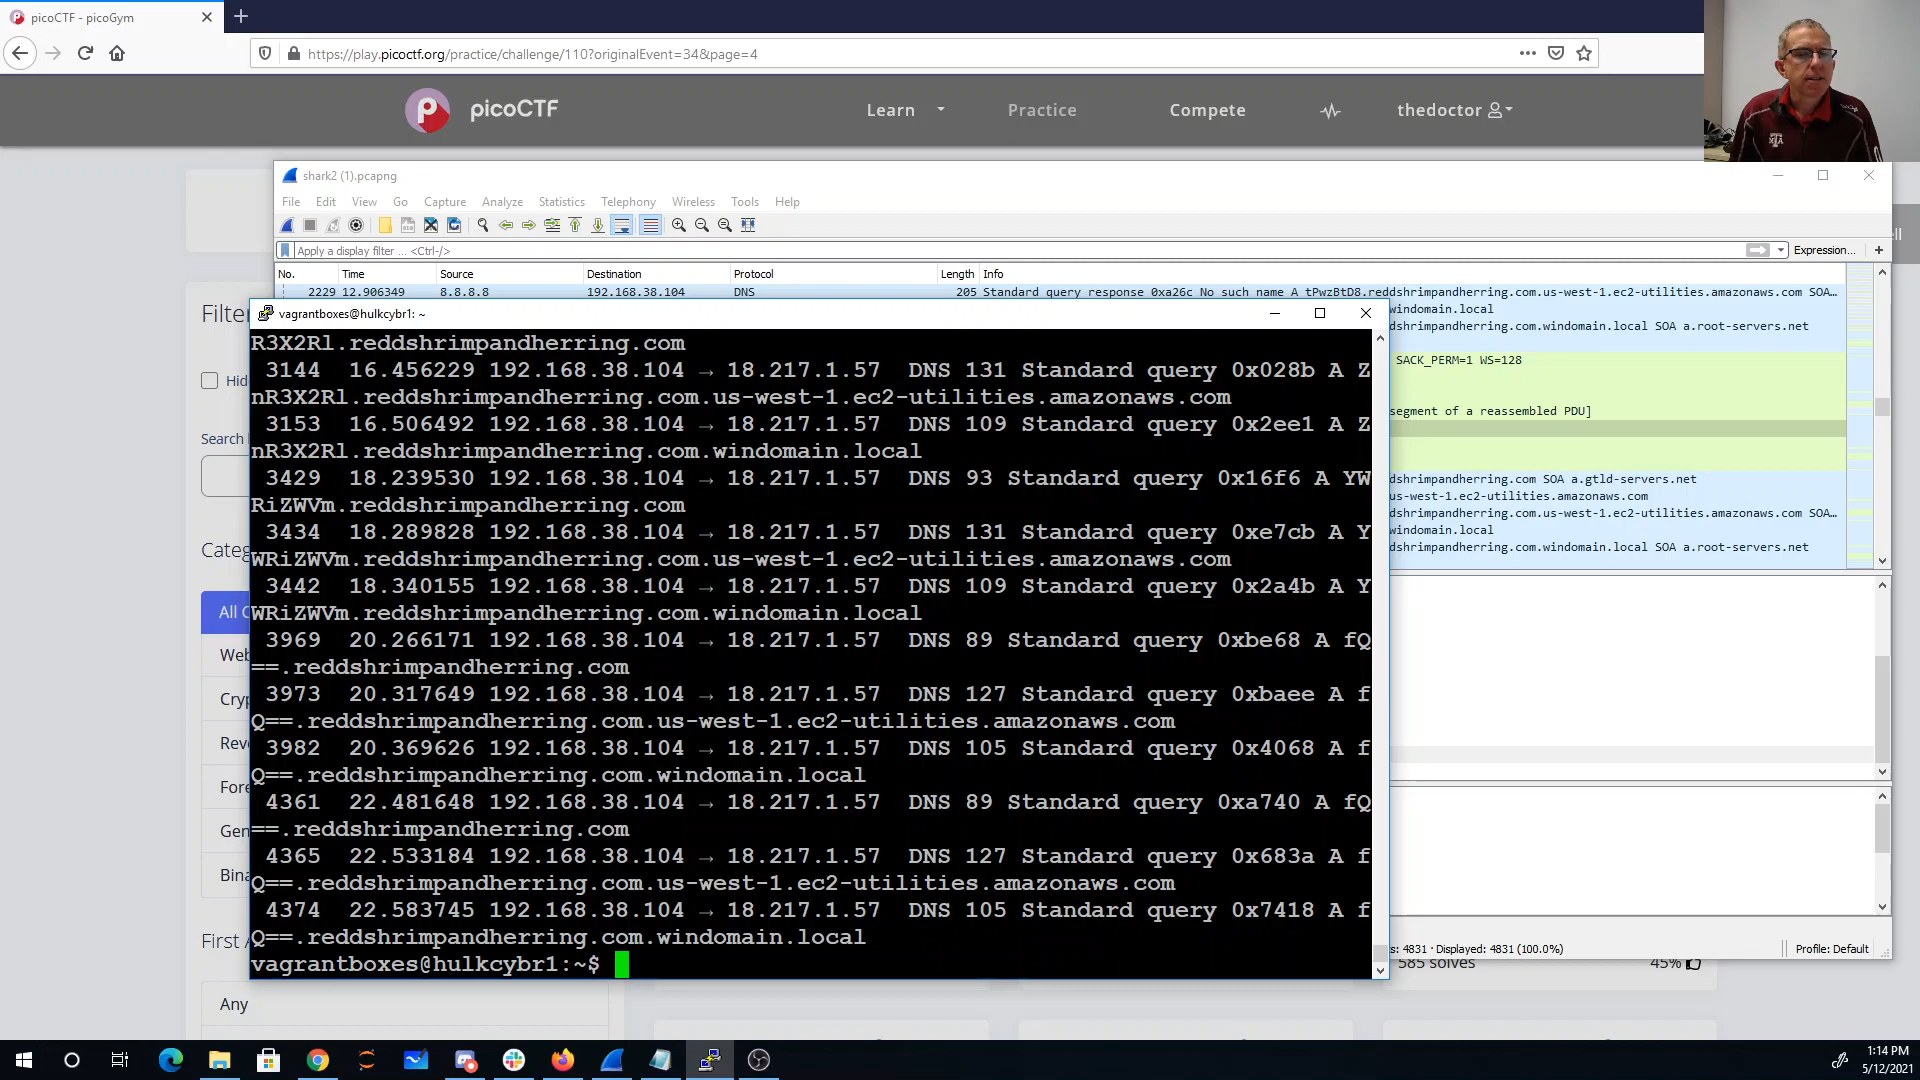 picoCTF - picoGym
https://play.picoctf.org/practice/challenge/110?originalEvent=34&page=4
picoCTF
Learn
Practice
Compete
thedoctor
shark2 (1).pcapng
File Edit View Go Capture Analyze Statistics Telephony Wireless Tools Help
Apply a display filter ... <Ctrl-/>
Expression...
No. Time Source Destination Protocol Length Info
2229 12.906349 8.8.8.8 192.168.38.104 DNS 205 Standard query response 0xa26c No such name A tPwzBtD8.reddshrimpandherring.com.us-west-1.ec2-utilities.amazonaws.com SOA…
windomain.local
dshrimpandherring.com.windomain.local SOA a.root-servers.net
SACK_PERM=1 WS=128
segment of a reassembled PDU]
dshrimpandherring.com SOA a.gtld-servers.net
us-west-1.ec2-utilities.amazonaws.com
dshrimpandherring.com.us-west-1.ec2-utilities.amazonaws.com SOA…
windomain.local
dshrimpandherring.com.windomain.local SOA a.root-servers.net
s: 4831 · Displayed: 4831 (100.0%)
Profile: Default
vagrantboxes@hulkcybr1: ~
R3X2Rl.reddshrimpandherring.com
3144 16.456229 192.168.38.104 → 18.217.1.57 DNS 131 Standard query 0x028b A Z
nR3X2Rl.reddshrimpandherring.com.us-west-1.ec2-utilities.amazonaws.com
3153 16.506492 192.168.38.104 → 18.217.1.57 DNS 109 Standard query 0x2ee1 A Z
nR3X2Rl.reddshrimpandherring.com.windomain.local
3429 18.239530 192.168.38.104 → 18.217.1.57 DNS 93 Standard query 0x16f6 A YW
RiZWVm.reddshrimpandherring.com
3434 18.289828 192.168.38.104 → 18.217.1.57 DNS 131 Standard query 0xe7cb A Y
WRiZWVm.reddshrimpandherring.com.us-west-1.ec2-utilities.amazonaws.com
3442 18.340155 192.168.38.104 → 18.217.1.57 DNS 109 Standard query 0x2a4b A Y
WRiZWVm.reddshrimpandherring.com.windomain.local
3969 20.266171 192.168.38.104 → 18.217.1.57 DNS 89 Standard query 0xbe68 A fQ
==.reddshrimpandherring.com
3973 20.317649 192.168.38.104 → 18.217.1.57 DNS 127 Standard query 0xbaee A f
Q==.reddshrimpandherring.com.us-west-1.ec2-utilities.amazonaws.com
3982 20.369626 192.168.38.104 → 18.217.1.57 DNS 105 Standard query 0x4068 A f
Q==.reddshrimpandherring.com.windomain.local
4361 22.481648 192.168.38.104 → 18.217.1.57 DNS 89 Standard query 0xa740 A fQ
==.reddshrimpandherring.com
4365 22.533184 192.168.38.104 → 18.217.1.57 DNS 127 Standard query 0x683a A f
Q==.reddshrimpandherring.com.us-west-1.ec2-utilities.amazonaws.com
4374 22.583745 192.168.38.104 → 18.217.1.57 DNS 105 Standard query 0x7418 A f
Q==.reddshrimpandherring.com.windomain.local
vagrantboxes@hulkcybr1:~$
Filter
Hid
Search
Categ
All C
Web
Cryp
Reve
Fore
Gen
Bina
First A
Any
585 solves
45%
ell
1:14 PM
5/12/2021